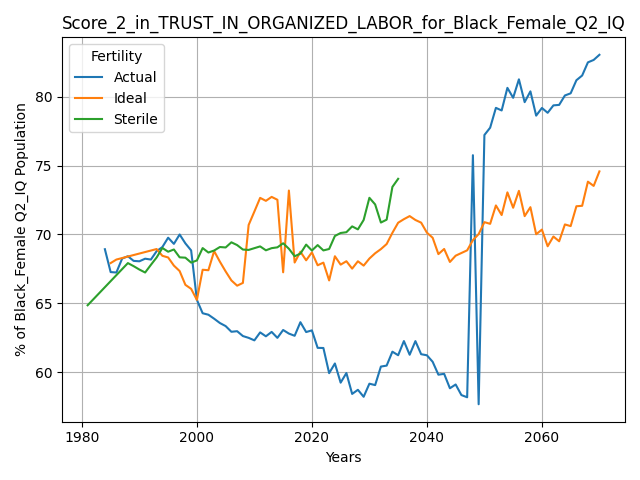 Score_2_in_TRUST_IN_ORGANIZED_LABOR_for_Black_Female_Q2_IQ
Fertility
Actual
Ideal
Sterile
% of Black_Female Q2_IQ Population
80
75
70
65
60
1980
2000
2020
2040
2060
Years